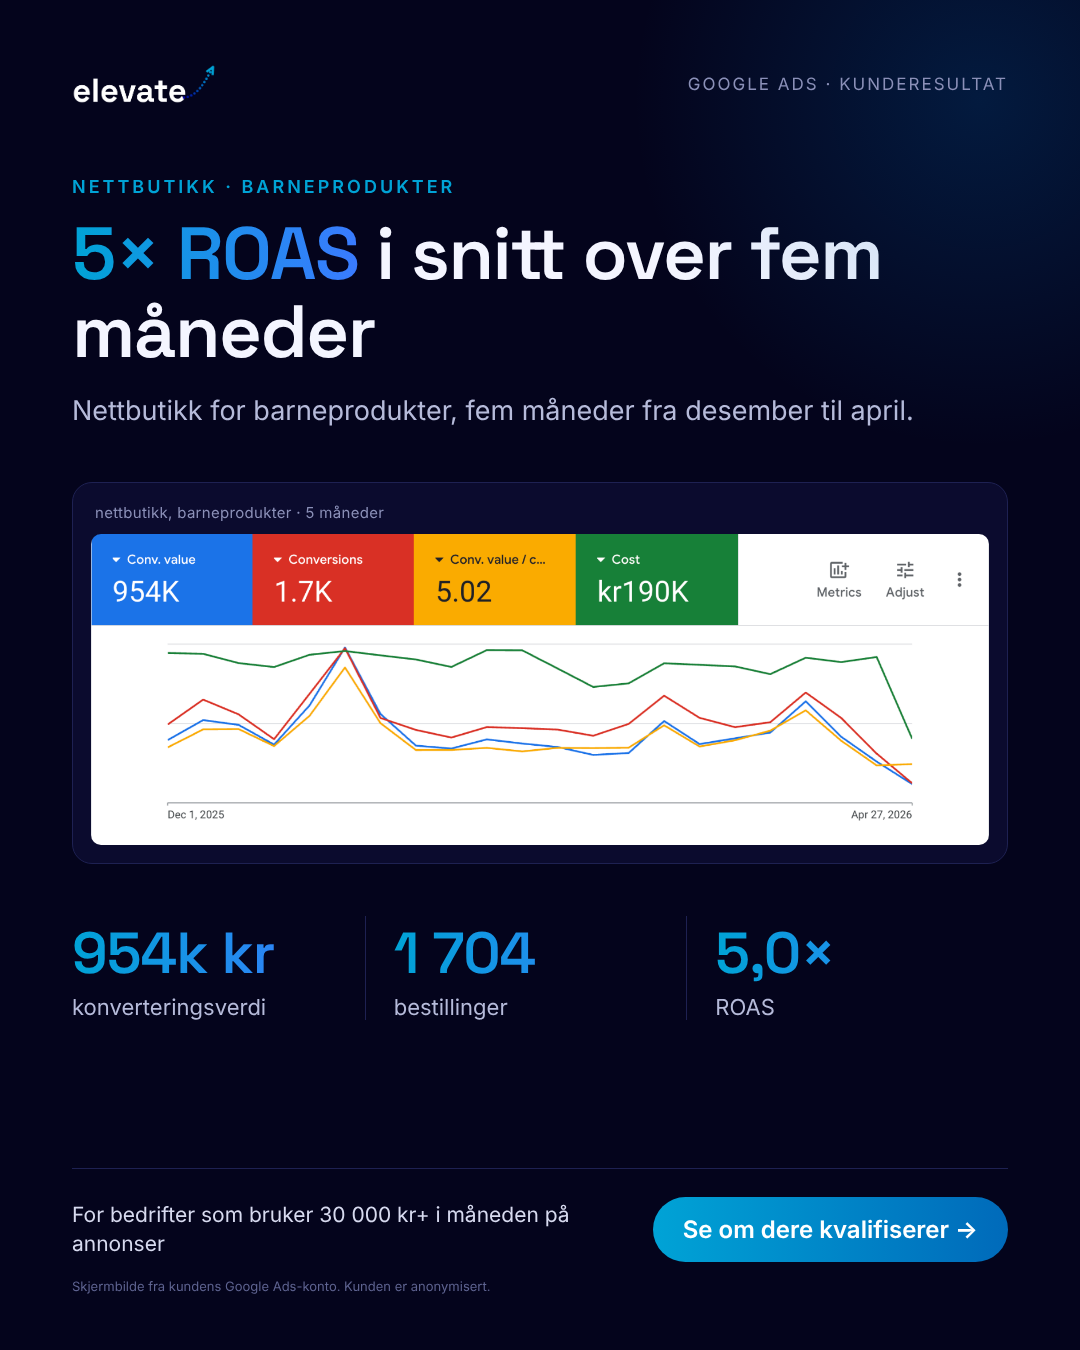 elevate
GOOGLE ADS · KUNDERESULTAT
NETTBUTIKK · BARNEPRODUKTER
5× ROAS i snitt over fem
måneder
Nettbutikk for barneprodukter, fem måneder fra desember til april.
nettbutikk, barneprodukter · 5 måneder
Conv. value
954K
Conversions
1.7K
Conv. value / c...
5.02
Cost
kr190K
Metrics
Adjust
Dec 1, 2025
Apr 27, 2026
954k kr
konverteringsverdi
1 704
bestillinger
5,0×
ROAS
For bedrifter som bruker 30 000 kr+ i måneden på
annonser
Se om dere kvalifiserer →
Skjermbilde fra kundens Google Ads-konto. Kunden er anonymisert.